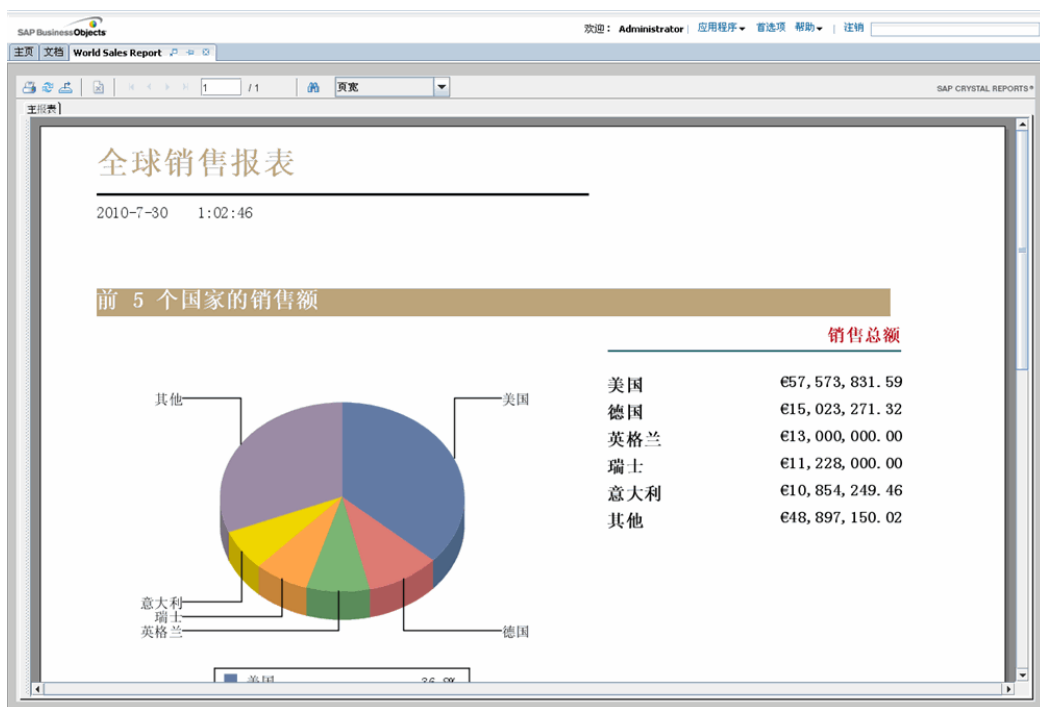 SAP BusinessObjects
欢迎： Administrator | 应用程序 首选项 帮助 | 注销
主页 文档 World Sales Report
1 / 1 页宽 SAP CRYSTAL REPORTS®
主报表
全球销售报表
2010-7-30 1:02:46
前 5 个国家的销售额
销售总额
美国 €57,573,831.59
德国 €15,023,271.32
英格兰 €13,000,000.00
瑞士 €11,228,000.00
意大利 €10,854,249.46
其他 €48,897,150.02
其他
美国
意大利
瑞士
英格兰
德国
美国